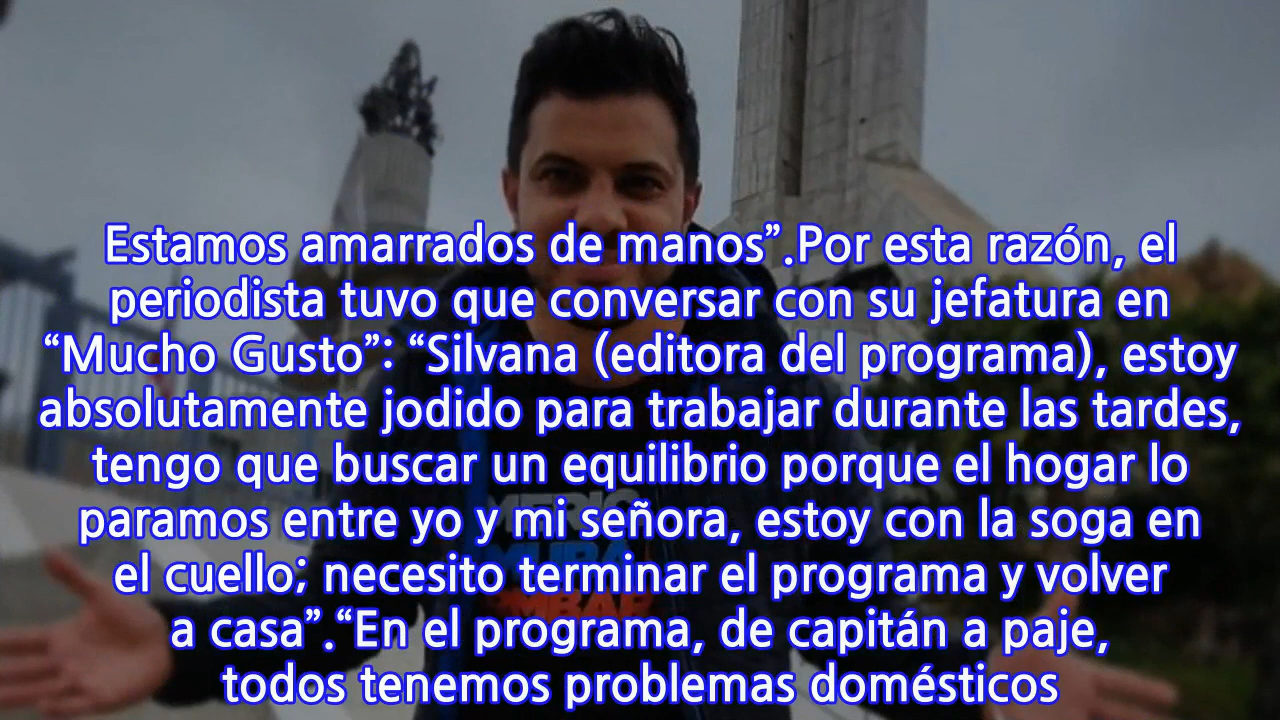 Estamos amarrados de manos”.Por esta razón, el
periodista tuvo que conversar con su jefatura en
“Mucho Gusto”: “Silvana (editora del programa), estoy
absolutamente jodido para trabajar durante las tardes,
tengo que buscar un equilibrio porque el hogar lo
paramos entre yo y mi señora, estoy con la soga en
el cuello; necesito terminar el programa y volver
a casa”.“En el programa, de capitán a paje,
todos tenemos problemas domésticos